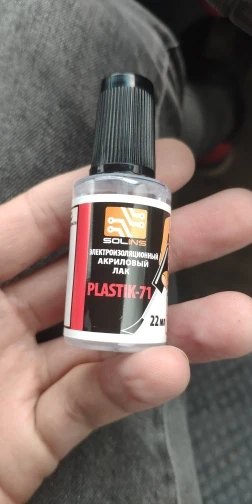 SOLINS
ЭЛЕКТРОИЗОЛЯЦИОННЫЙ
АКРИЛОВЫЙ
ЛАК
PLASTIK-71
22 мл